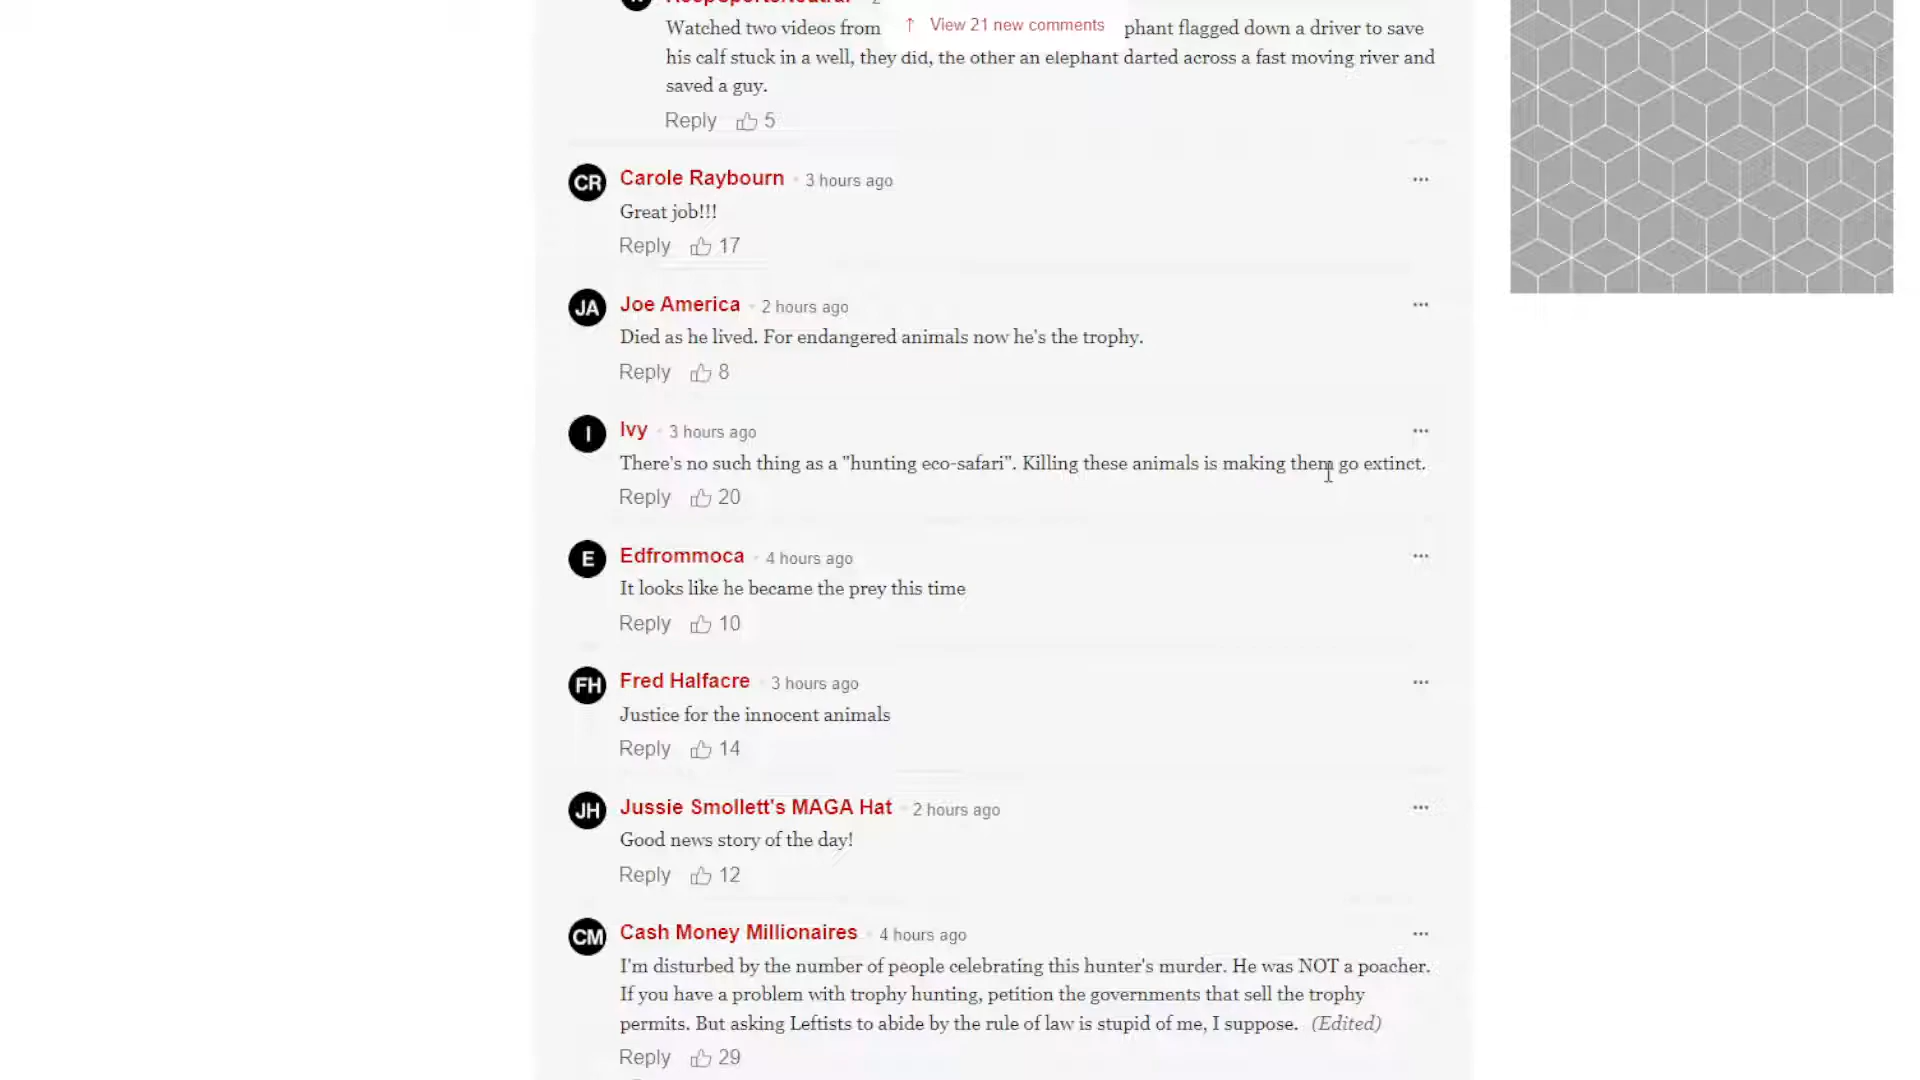 Watched two videos from
↑ View 21 new comments
phant flagged down a driver to save
his calf stuck in a well, they did, the other an elephant darted across a fast moving river and
saved a guy.
Reply 5
CR Carole Raybourn · 3 hours ago ...
Great job!!!
Reply 17
JA Joe America · 2 hours ago ...
Died as he lived. For endangered animals now he's the trophy.
Reply 8
I Ivy · 3 hours ago ...
There's no such thing as a "hunting eco-safari". Killing these animals is making them go extinct.
Reply 20
E Edfrommoca · 4 hours ago ...
It looks like he became the prey this time
Reply 10
FH Fred Halfacre · 3 hours ago ...
Justice for the innocent animals
Reply 14
JH Jussie Smollett's MAGA Hat · 2 hours ago ...
Good news story of the day!
Reply 12
CM Cash Money Millionaires · 4 hours ago ...
I'm disturbed by the number of people celebrating this hunter's murder. He was NOT a poacher.
If you have a problem with trophy hunting, petition the governments that sell the trophy
permits. But asking Leftists to abide by the rule of law is stupid of me, I suppose. (Edited)
Reply 29